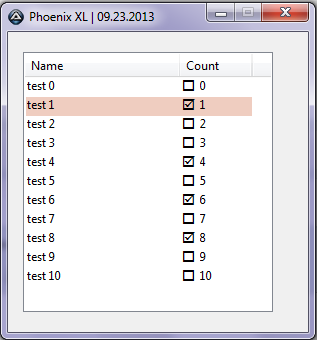 Phoenix XL | 09.23.2013
Name Count
test 0 0
test 1 1
test 2 2
test 3 3
test 4 4
test 5 5
test 6 6
test 7 7
test 8 8
test 9 9
test 10 10